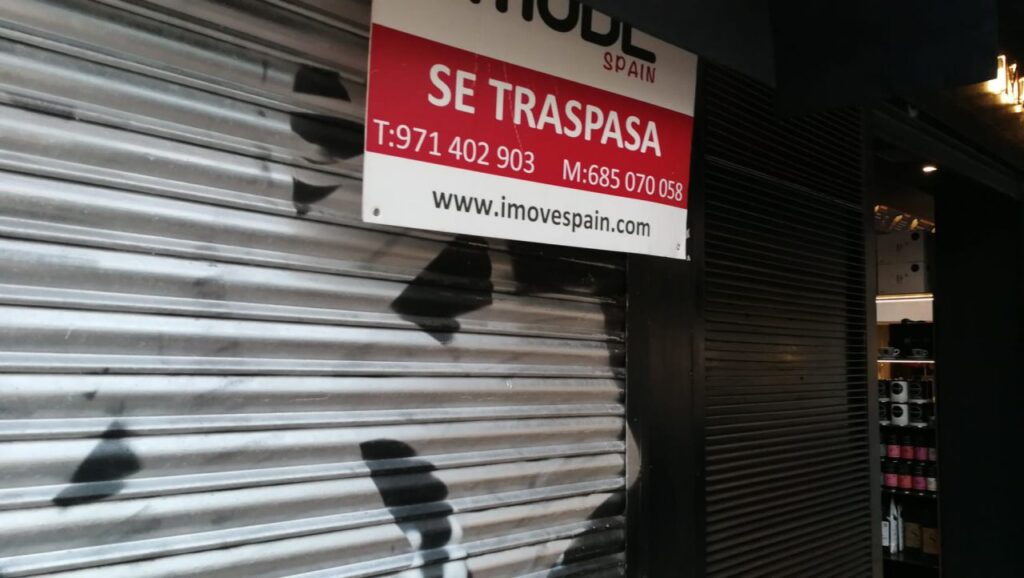 SPAIN
SE TRASPASA
T:971 402 903 M:685 070 058
www.imovespain.com